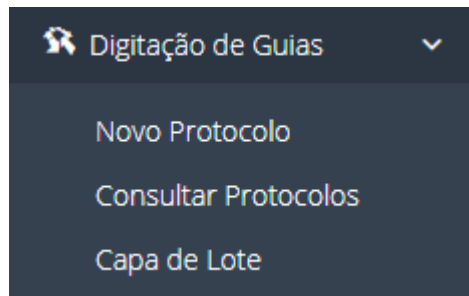 Digitação de Guias
Novo Protocolo
Consultar Protocolos
Capa de Lote